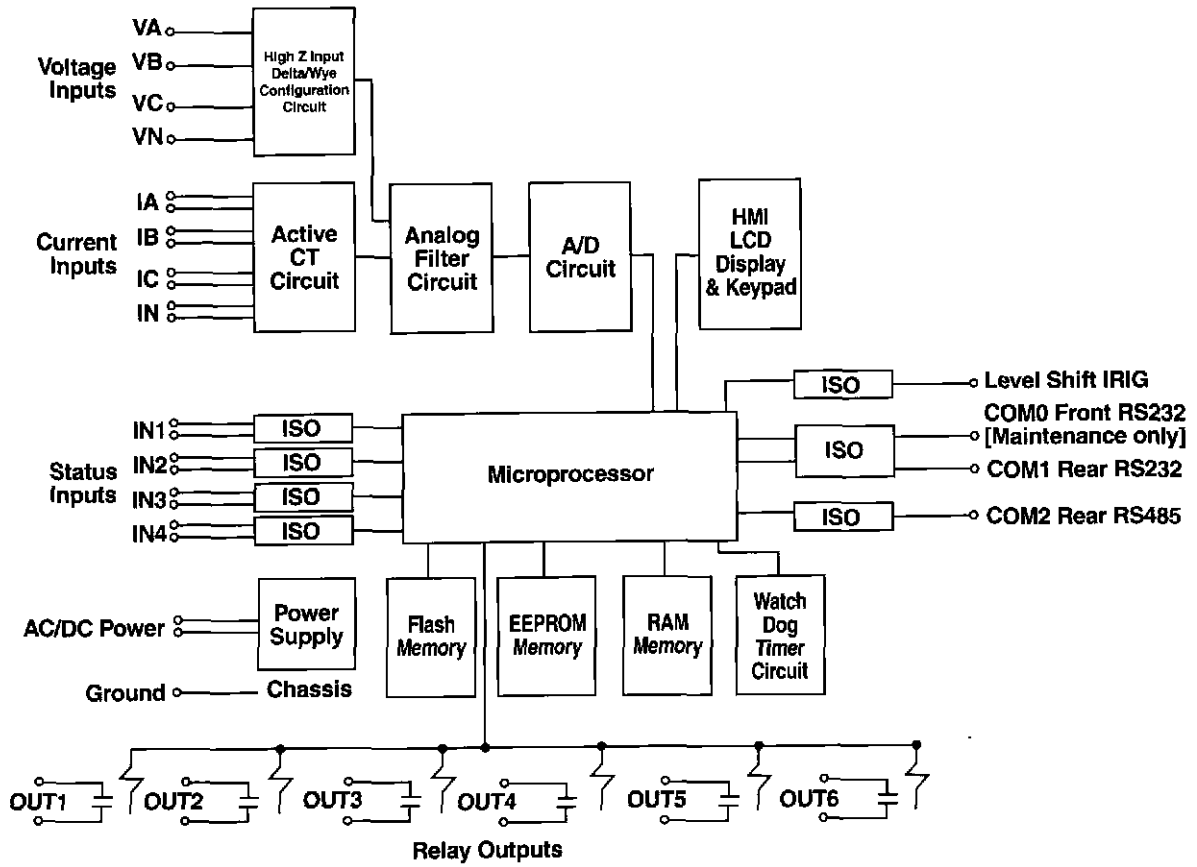 VA
VB
VC
VN
Voltage
Inputs
High Z Input
Delta/Wye
Configuration
Circuit
IA
IB
IC
IN
Current
Inputs
Active
CT
Circuit
Analog
Filter
Circuit
A/D
Circuit
HMI
LCD
Display
& Keypad
ISO
Level Shift IRIG
IN1
IN2
IN3
IN4
Status
Inputs
ISO
ISO
ISO
ISO
Microprocessor
ISO
COM0 Front RS232
[Maintenance only]
COM1 Rear RS232
ISO
COM2 Rear RS485
AC/DC Power
Power
Supply
Ground
Chassis
Flash
Memory
EEPROM
Memory
RAM
Memory
Watch
Dog
Timer
Circuit
OUT1
OUT2
OUT3
OUT4
OUT5
OUT6
Relay Outputs